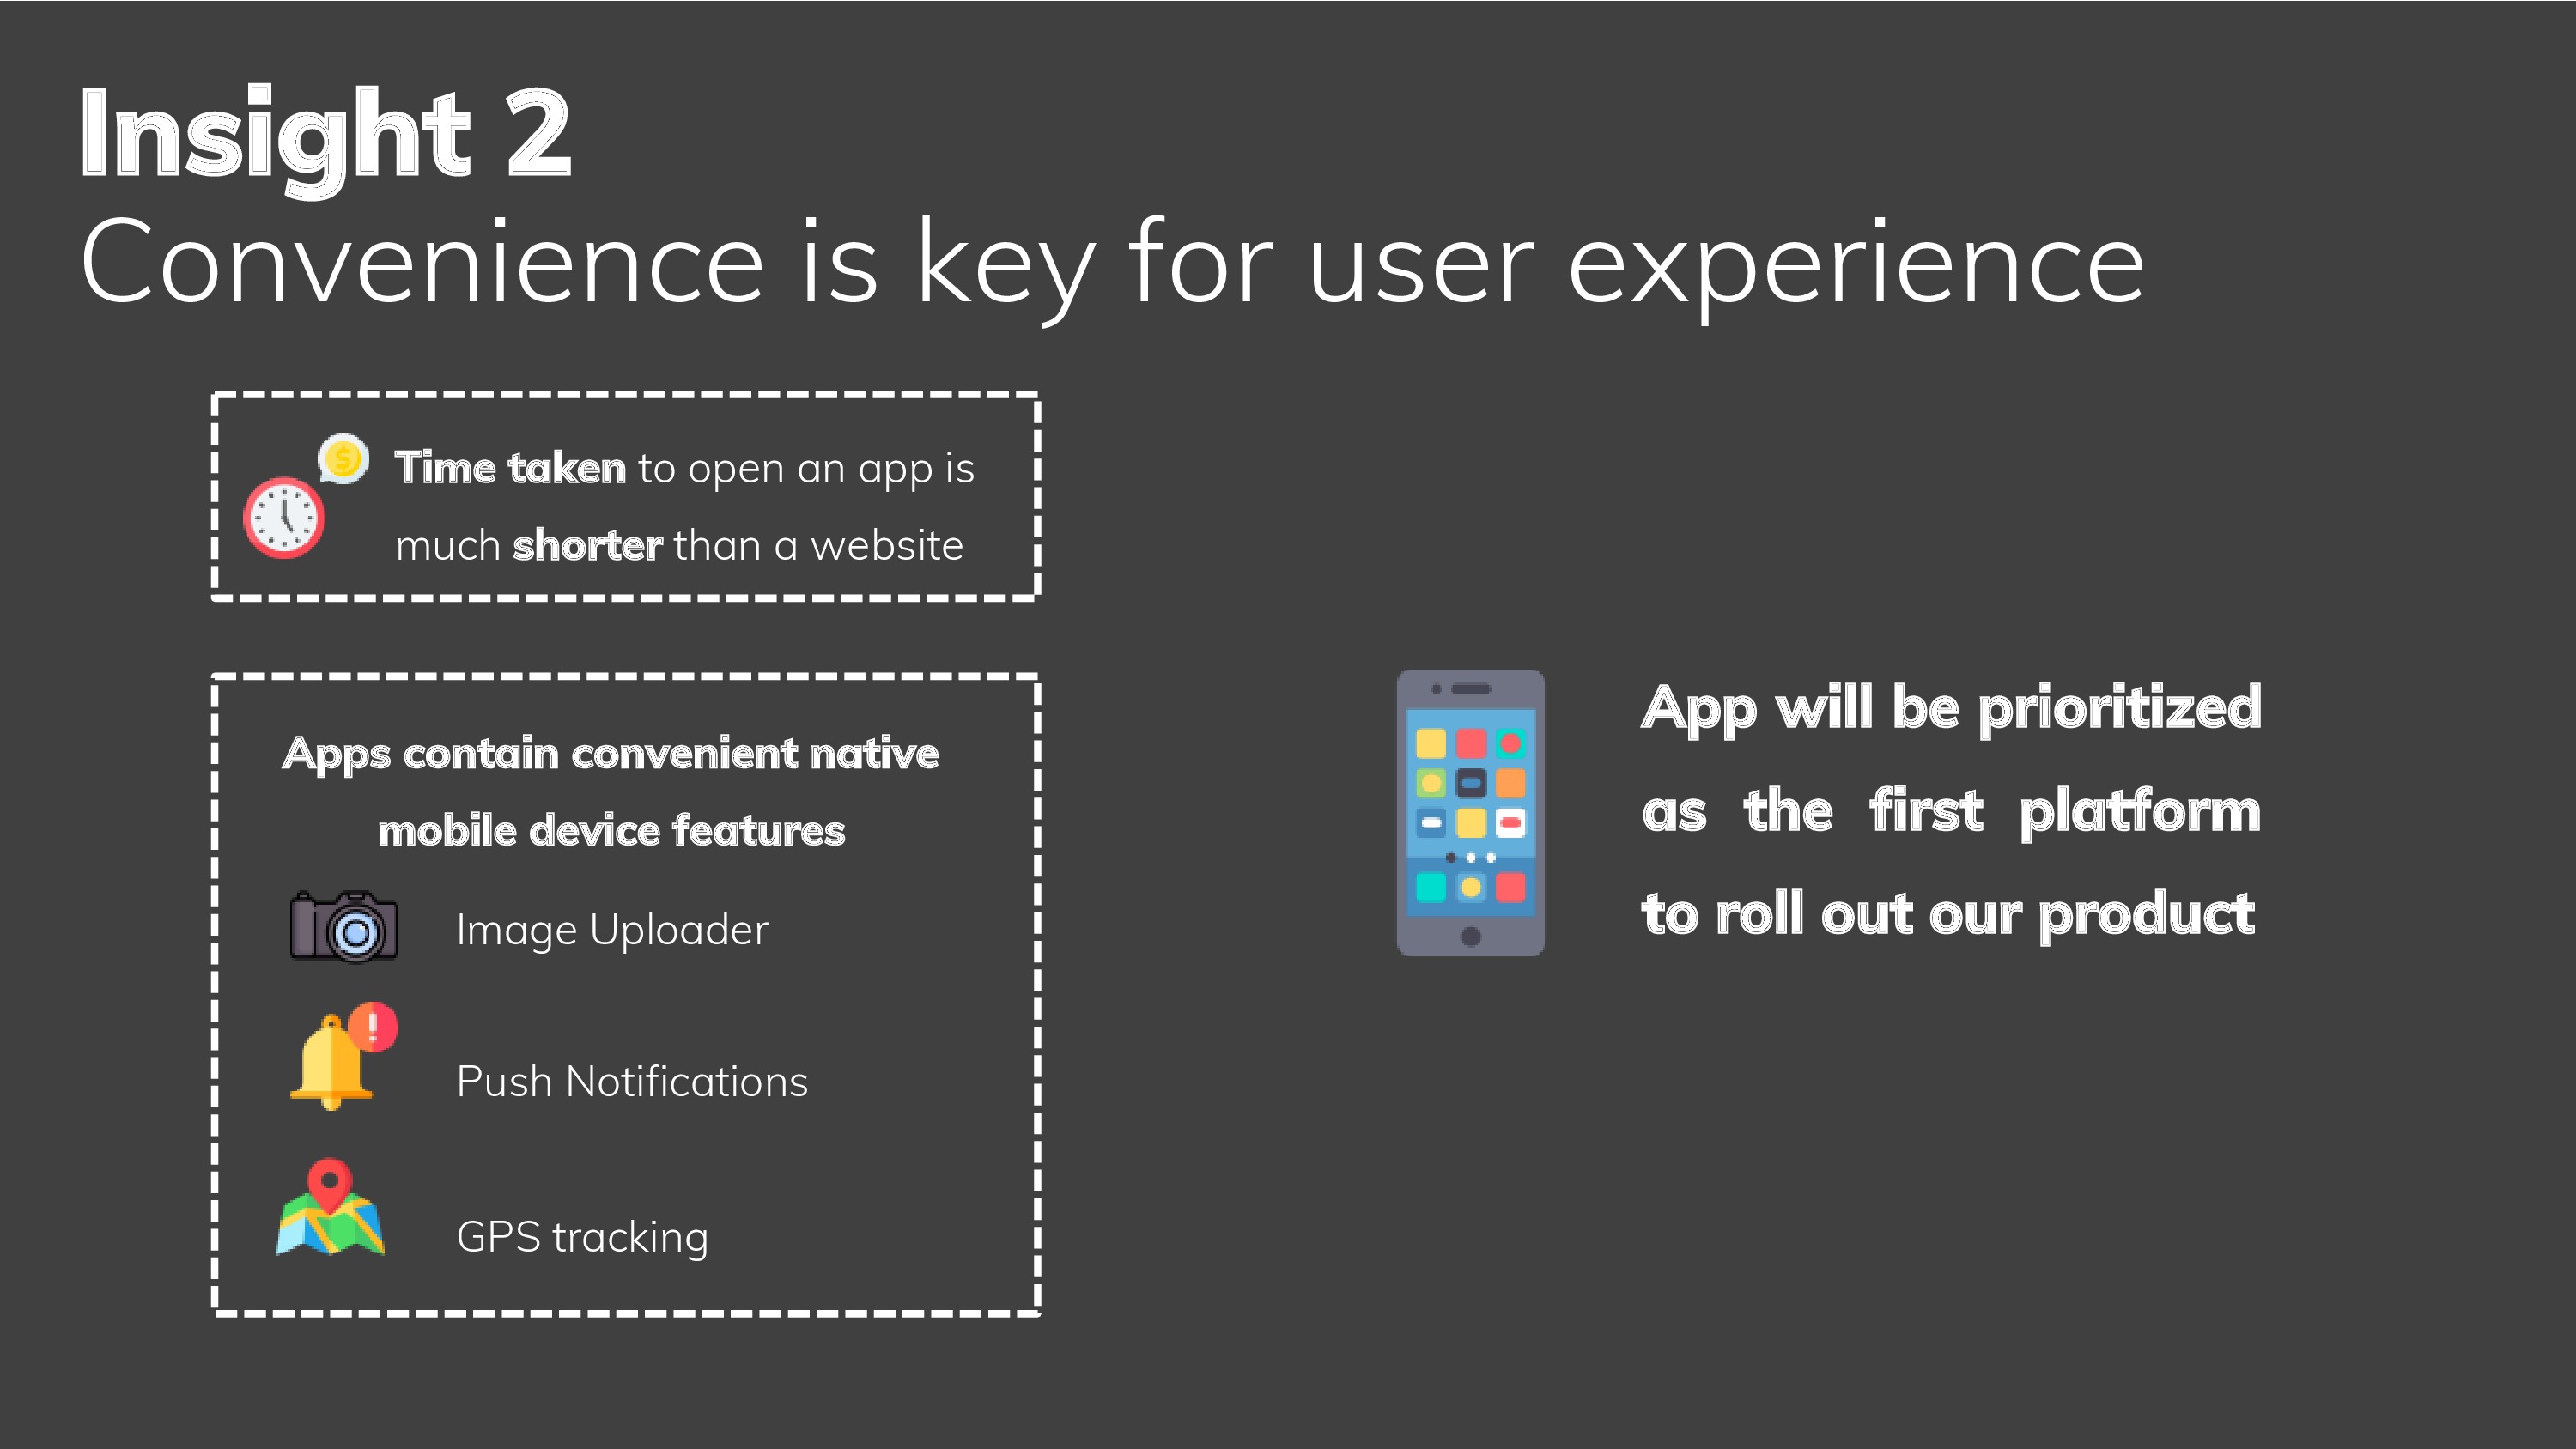 Insight 2
Convenience is key for user experience
Time taken to open an app is
much shorter than a website
Apps contain convenient native
mobile device features
Image Uploader
Push Notifications
GPS tracking
App will be prioritized
as the first platform
to roll out our product